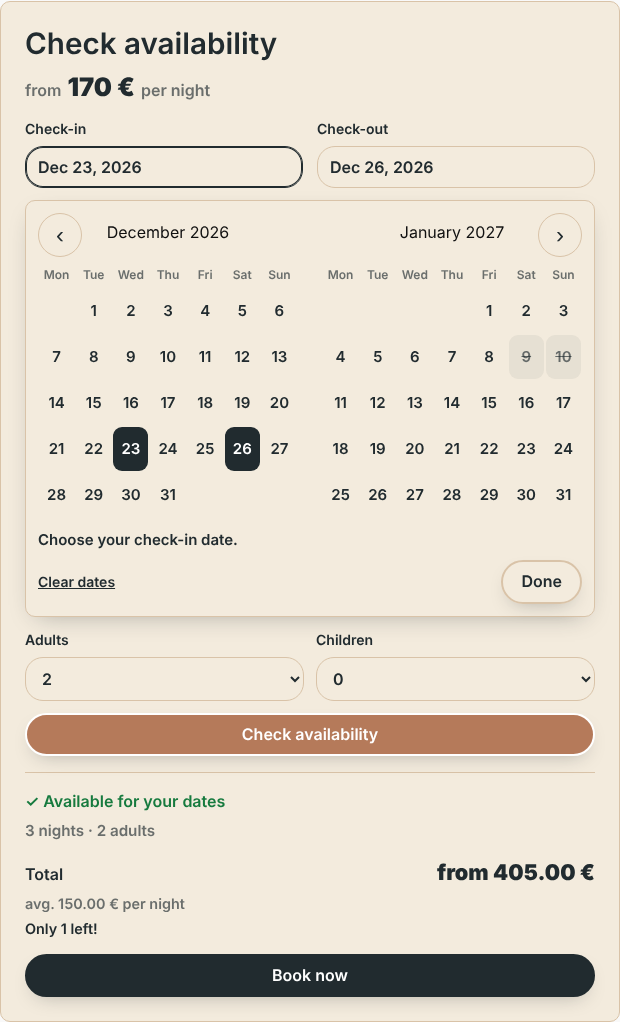 Check availability
from 170 € per night
Check-in Check-out
Dec 23, 2026 Dec 26, 2026
‹ December 2026 January 2027 ›
Mon Tue Wed Thu Fri Sat Sun Mon Tue Wed Thu Fri Sat Sun
1 2 3 4 5 6 1 2 3
7 8 9 10 11 12 13 4 5 6 7 8 9 10
14 15 16 17 18 19 20 11 12 13 14 15 16 17
21 22 23 24 25 26 27 18 19 20 21 22 23 24
28 29 30 31 25 26 27 28 29 30 31
Choose your check-in date.
Clear dates Done
Adults Children
2 0
Check availability
✓ Available for your dates
3 nights · 2 adults
Total from 405.00 €
avg. 150.00 € per night
Only 1 left!
Book now